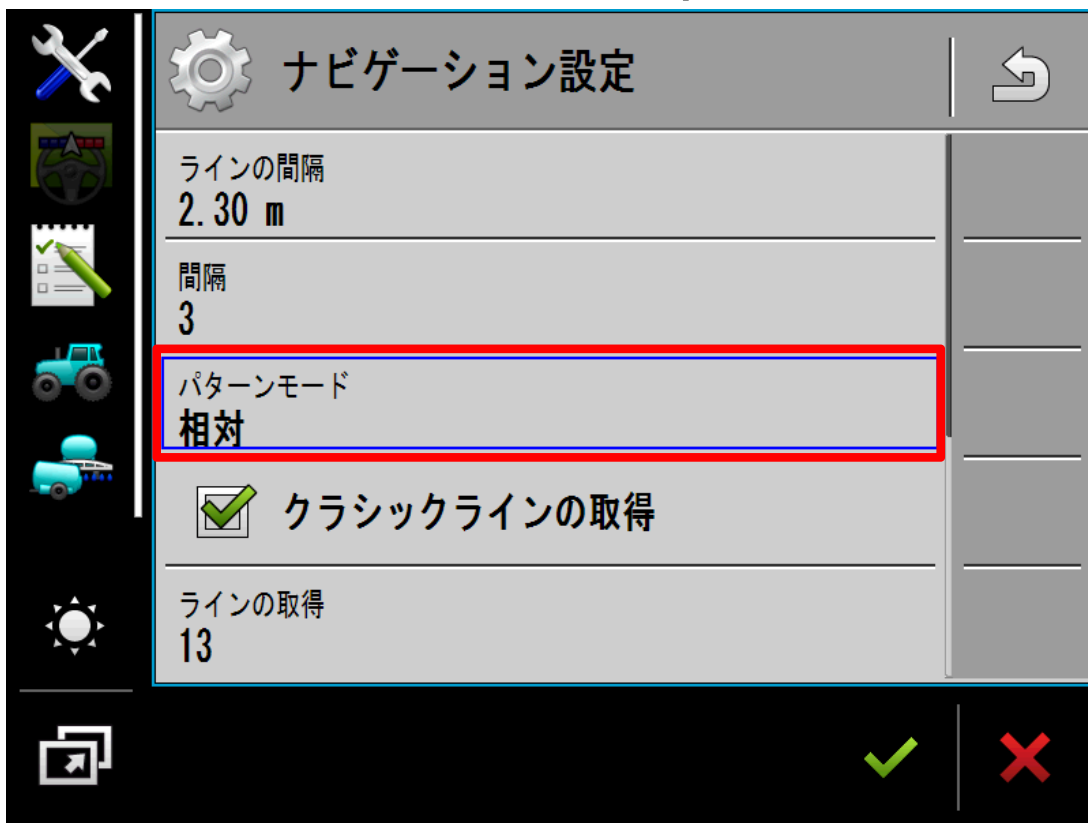 ナビゲーション設定
ラインの間隔
2.30 m
間隔
3
パターンモード
相対
クラシックラインの取得
ラインの取得
13